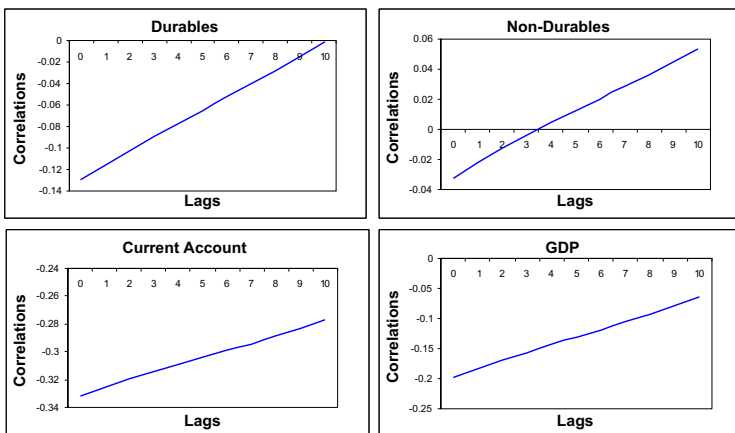 Durables
0
-0.02
-0.04
-0.06
-0.08
-0.1
-0.12
-0.14
0 1 2 3 4 5 6 7 8 9 10
Correlations
Lags
Non-Durables
0.06
0.04
0.02
0
-0.02
-0.04
0 1 2 3 4 5 6 7 8 9 10
Correlations
Lags
Current Account
-0.24
-0.26
-0.28
-0.3
-0.32
-0.34
0 1 2 3 4 5 6 7 8 9 10
Correlations
Lags
GDP
0
-0.05
-0.1
-0.15
-0.2
-0.25
0 1 2 3 4 5 6 7 8 9 10
Correlations
Lags